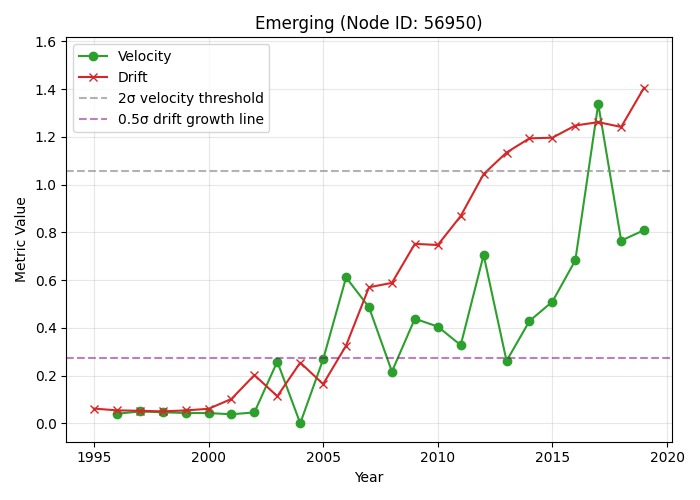 Emerging (Node ID: 56950)
Velocity
Drift
2σ velocity threshold
0.5σ drift growth line
Metric Value
1.6
1.4
1.2
1.0
0.8
0.6
0.4
0.2
0.0
1995
2000
2005
2010
2015
2020
Year